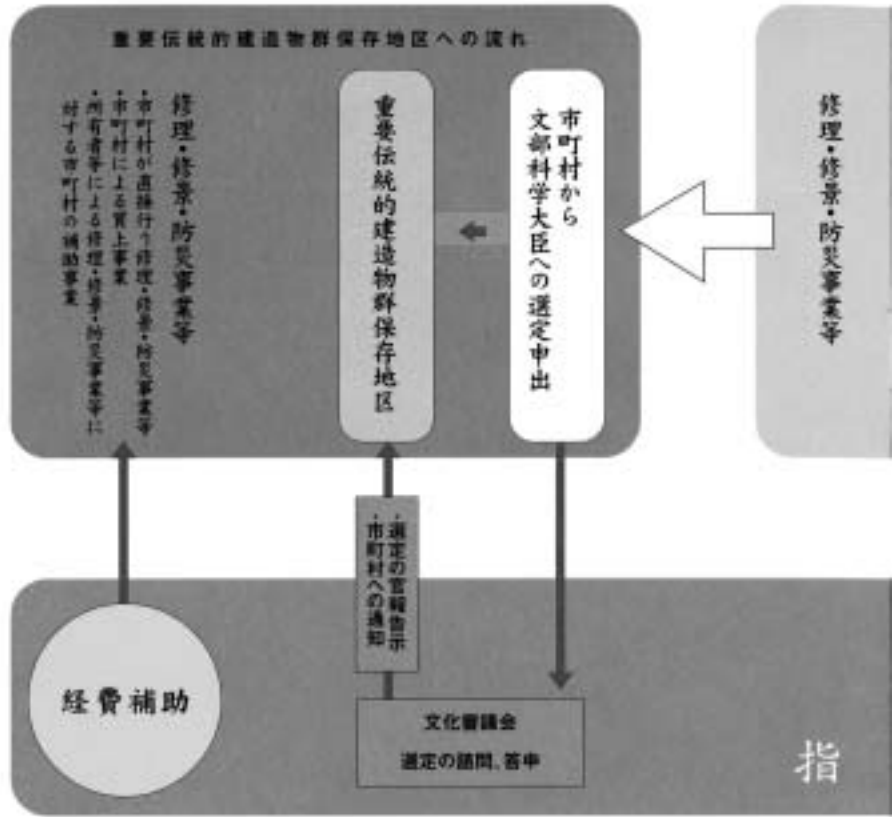 重要伝統的建造物群保存地区への流れ
修理・修景・防災事業等
市町村から
文部科学大臣への選定申出
重要伝統的建造物群保存地区
修理・修景・防災事業等
・市町村が直接行う修理・修景・防災事業等
・市町村による買上事業
・所有者等による修理・修景・防災事業等に
対する市町村の補助事業
・選定の官報告示
・市町村への通知
経費補助
文化審議会
選定の諮問、答申
指